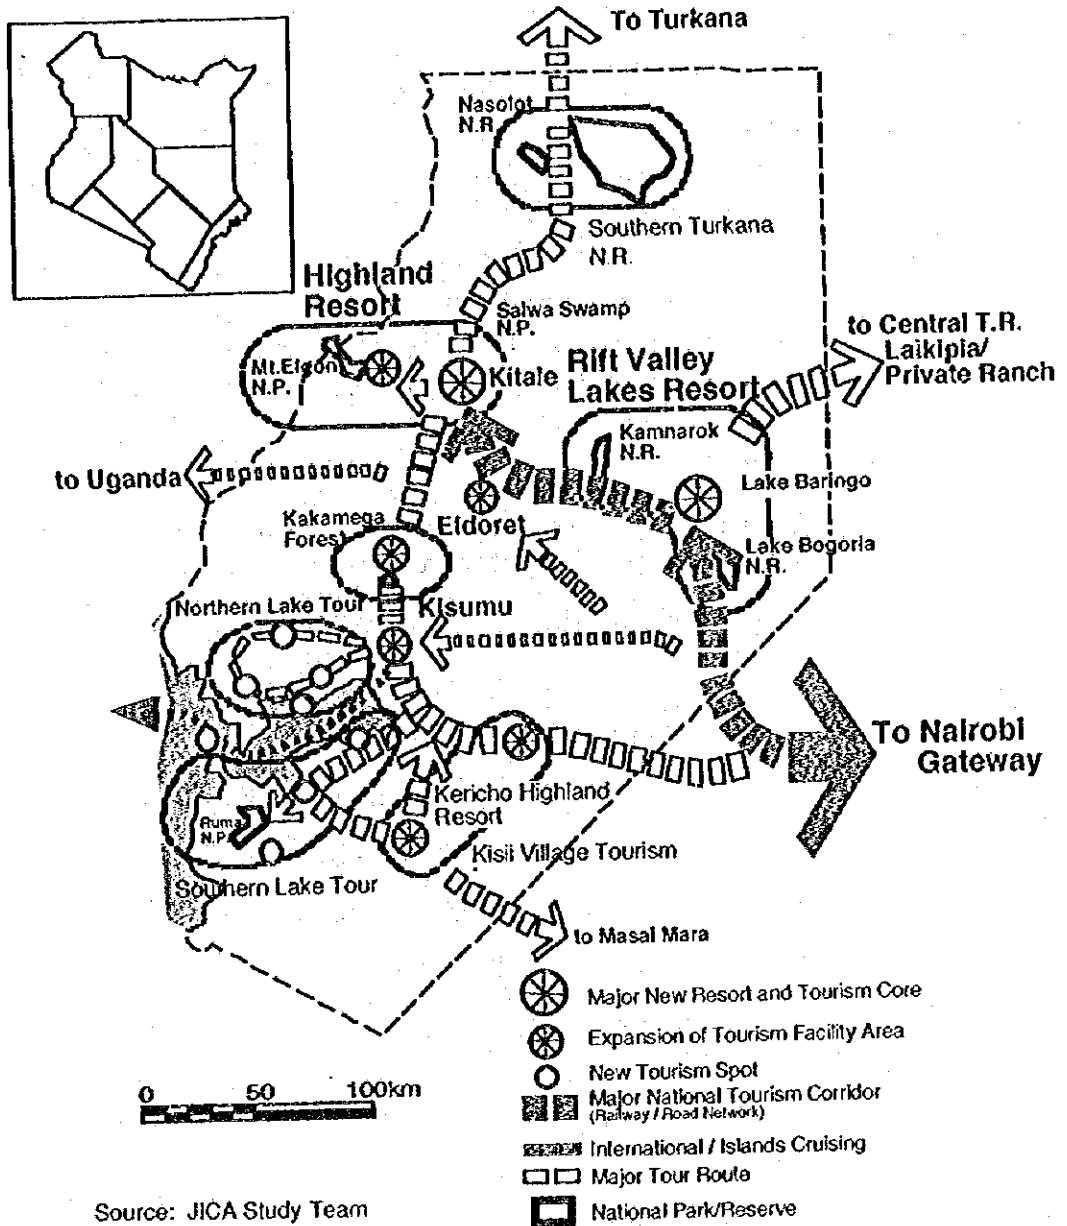 To Turkana
Nasolot
N.R.
Southern Turkana
N.R.
Highland
Resort
Saiwa Swamp
N.P.
to Central T.R.
Laikipia/
Private Ranch
Mt.Elgon
N.P.
Kitale
Rift Valley
Lakes Resort
Kamnarok
N.R.
to Uganda
Lake Baringo
Kakamega
Forest
Eldoret
Lake Bogoria
N.R.
Northern Lake Tour
Kisumu
To Nairobi
Gateway
Kericho Highland
Resort
Ruma
N.P.
Kisii Village Tourism
Southern Lake Tour
to Masai Mara
Major New Resort and Tourism Core
Expansion of Tourism Facility Area
New Tourism Spot
0 50 100km
Major National Tourism Corridor
(Railway / Road Network)
International / Islands Cruising
Major Tour Route
National Park/Reserve
Source: JICA Study Team